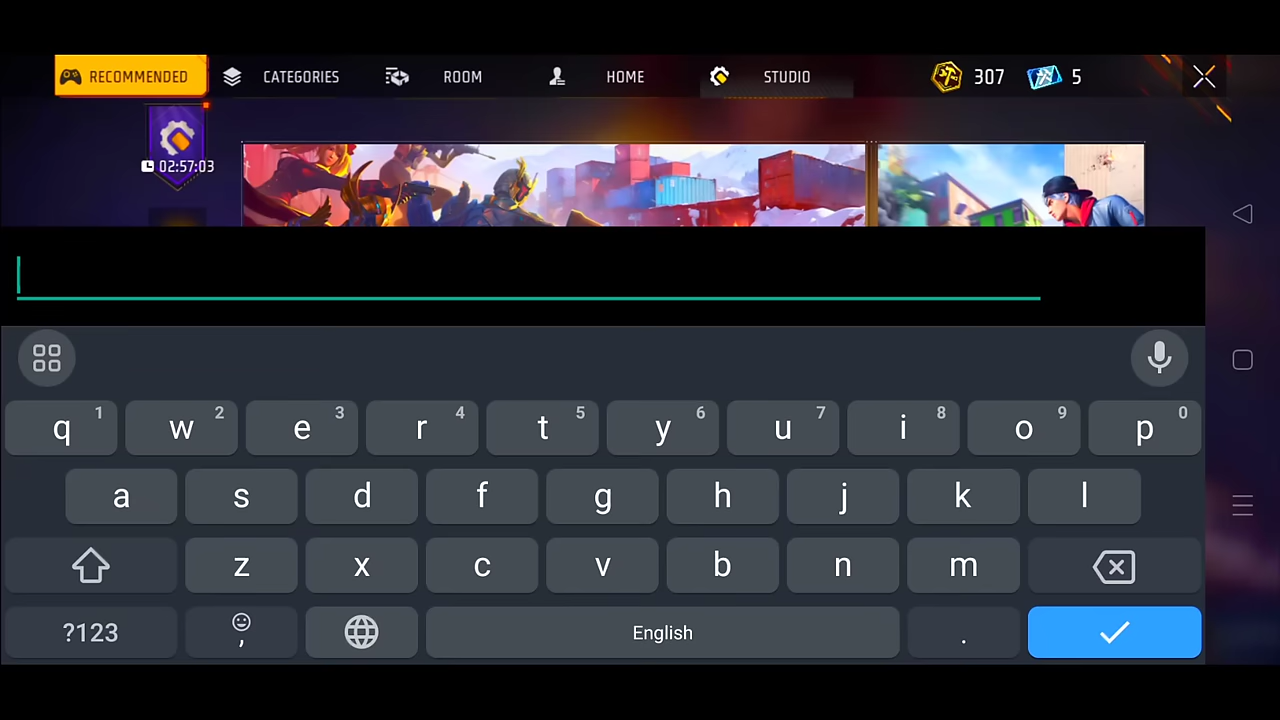 RECOMMENDED CATEGORIES ROOM HOME STUDIO 307 5
02:57:03
q 1 w 2 e 3 r 4 t 5 y 6 u 7 i 8 o 9 p 0
a s d f g h j k l
z x c v b n m
?123 , English .